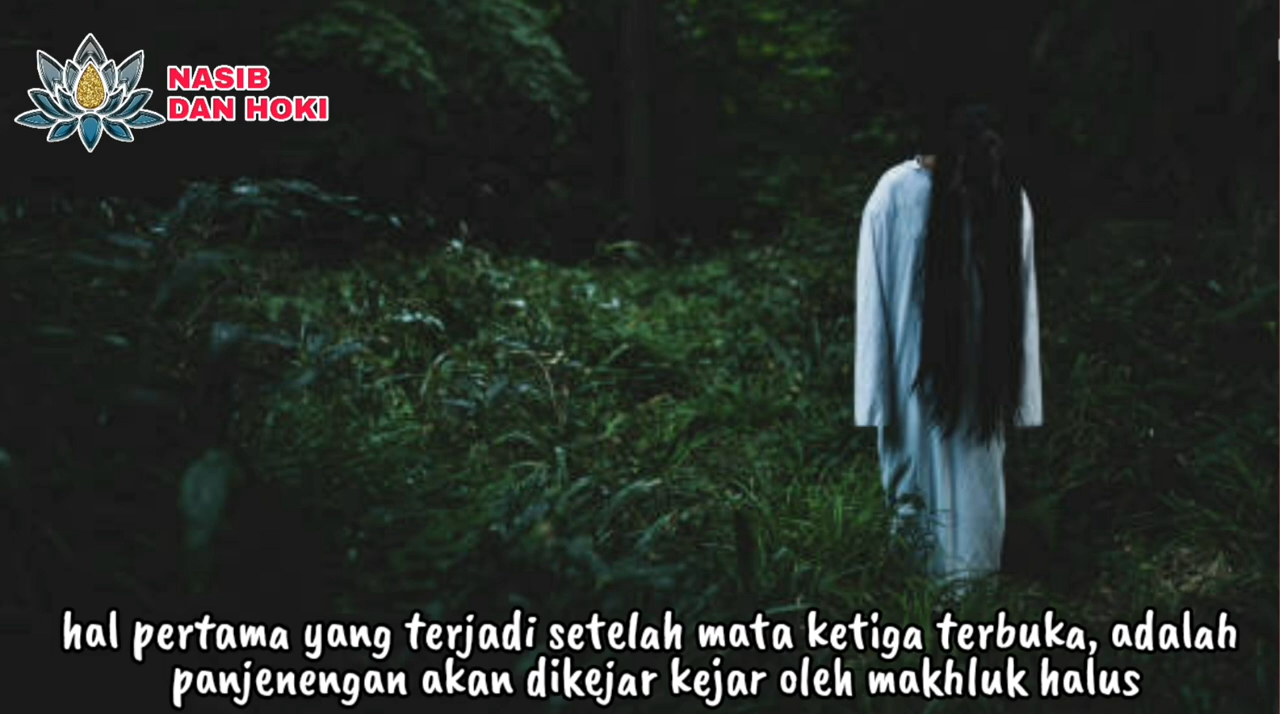 NASIB
DAN HOKI
hal pertama yang terjadi setelah mata ketiga terbuka, adalah
panjenengan akan dikejar kejar oleh makhluk halus